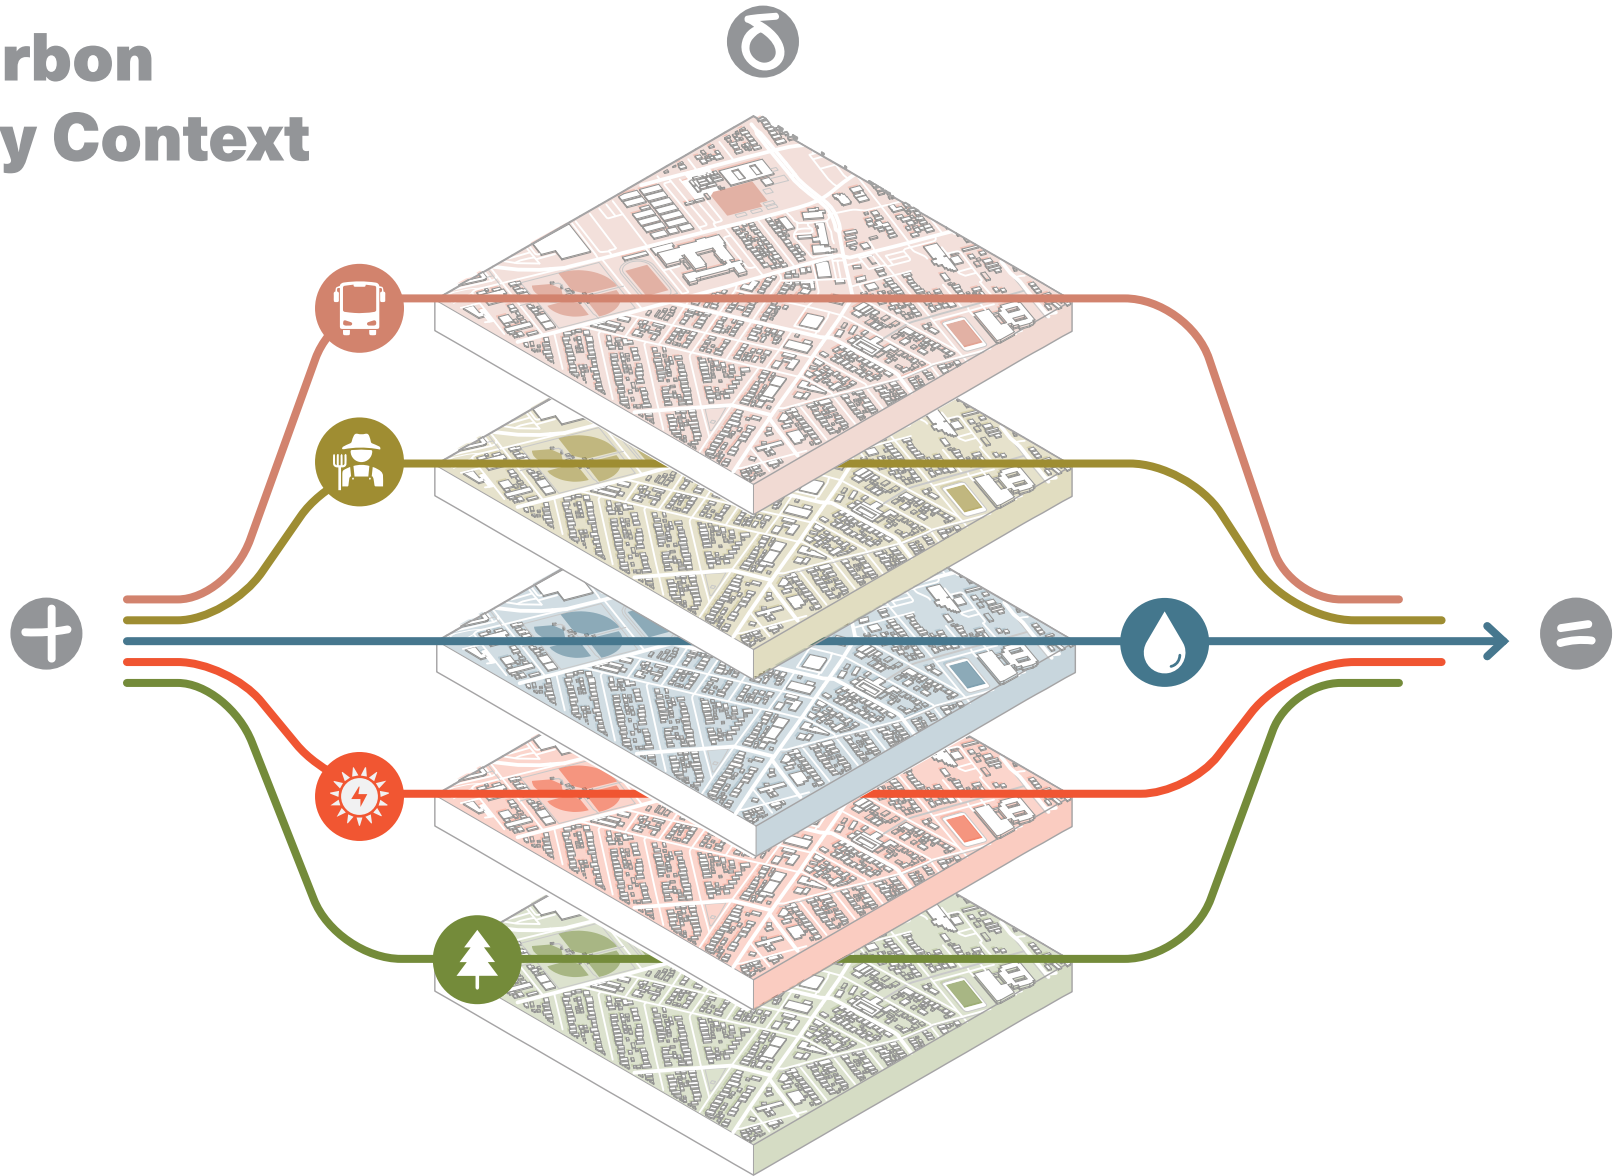 rbon
y Context
δ
+
=